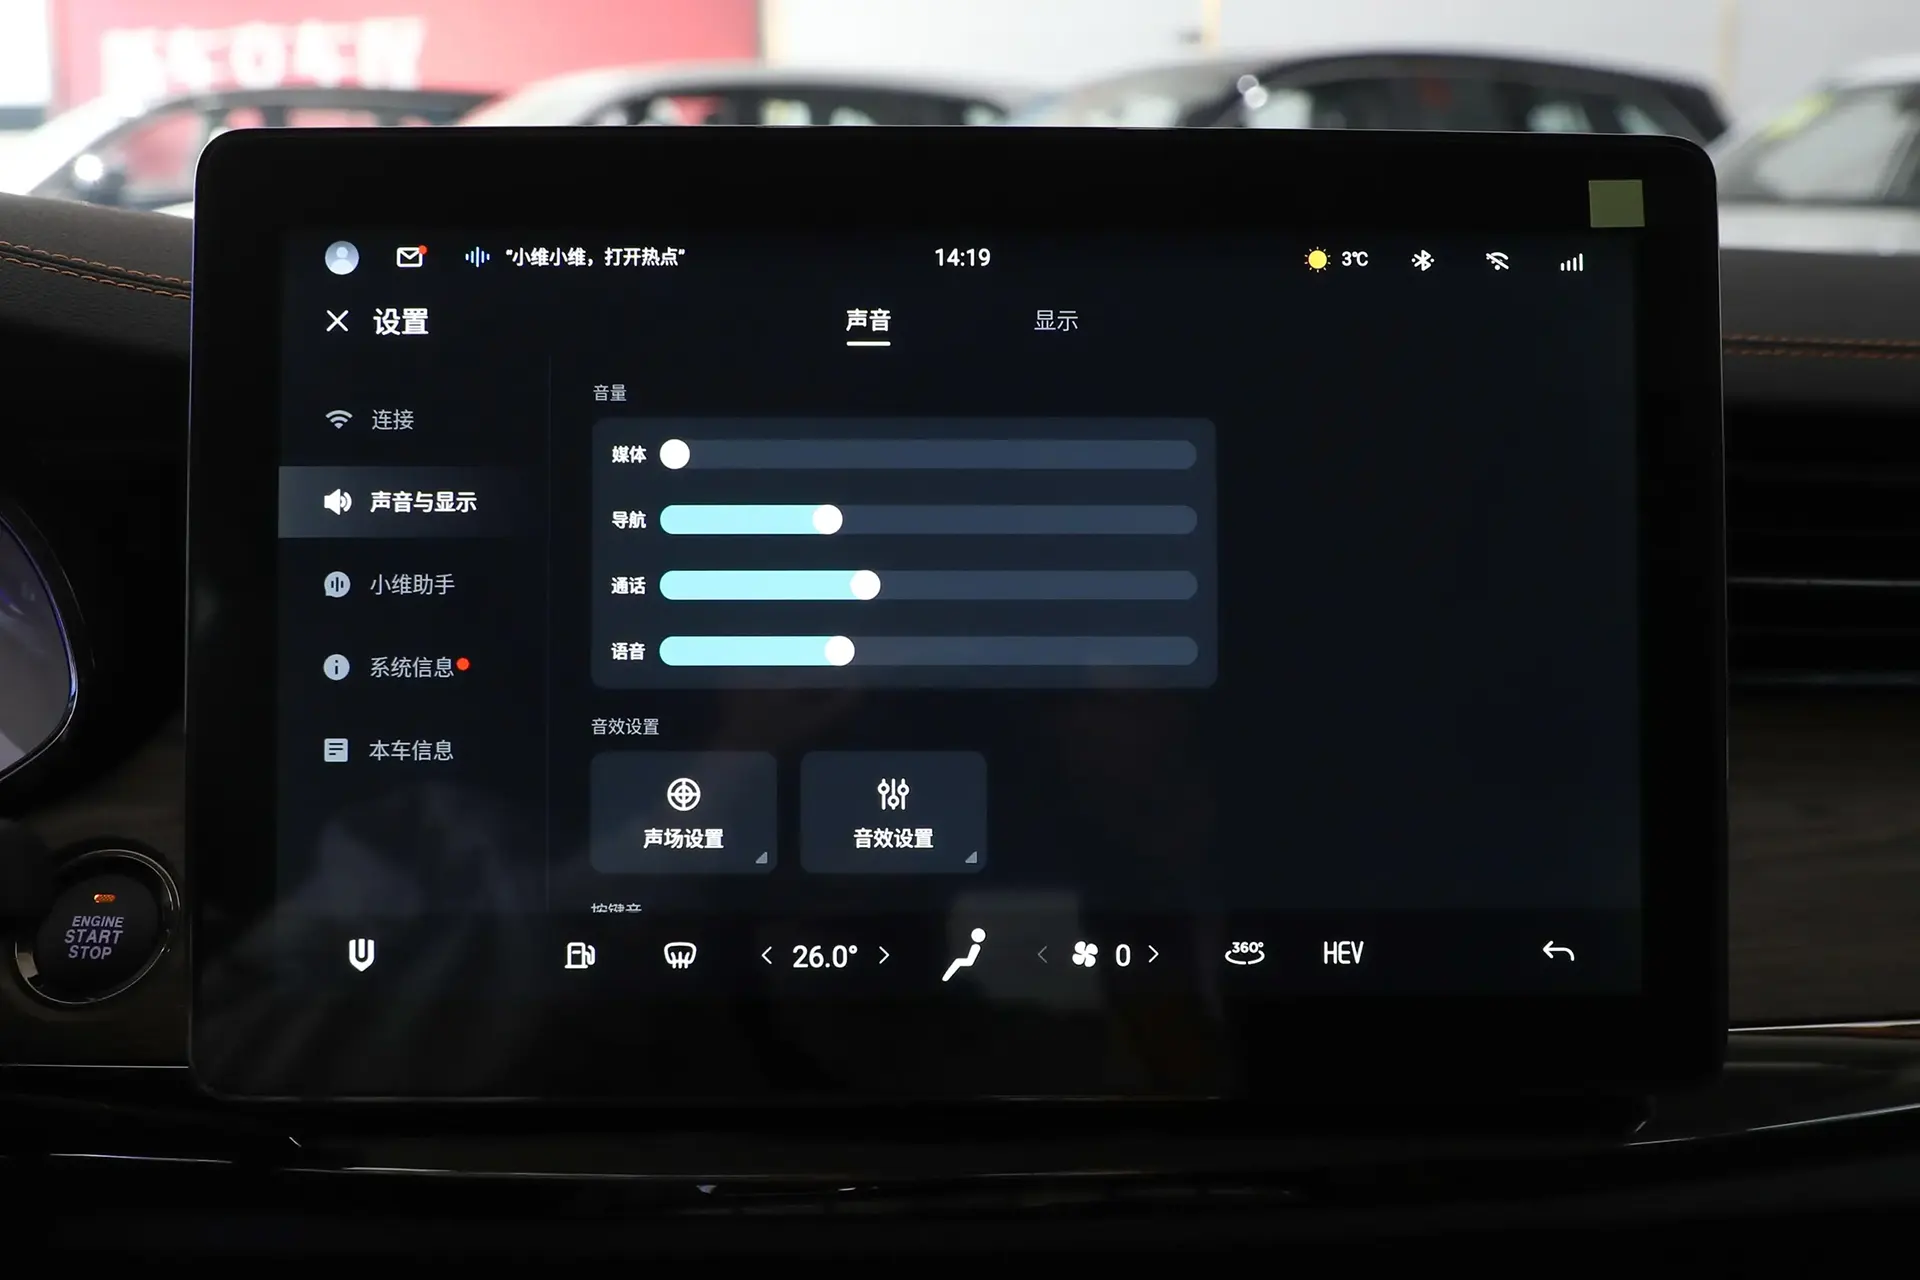 “小维小维，打开热点”
14:19
3℃
设置
声音
显示
连接
声音与显示
小维助手
系统信息
本车信息
音量
媒体
导航
通话
语音
音效设置
声场设置
音效设置
按键音
26.0°
0
360°
HEV
ENGINE
START
STOP